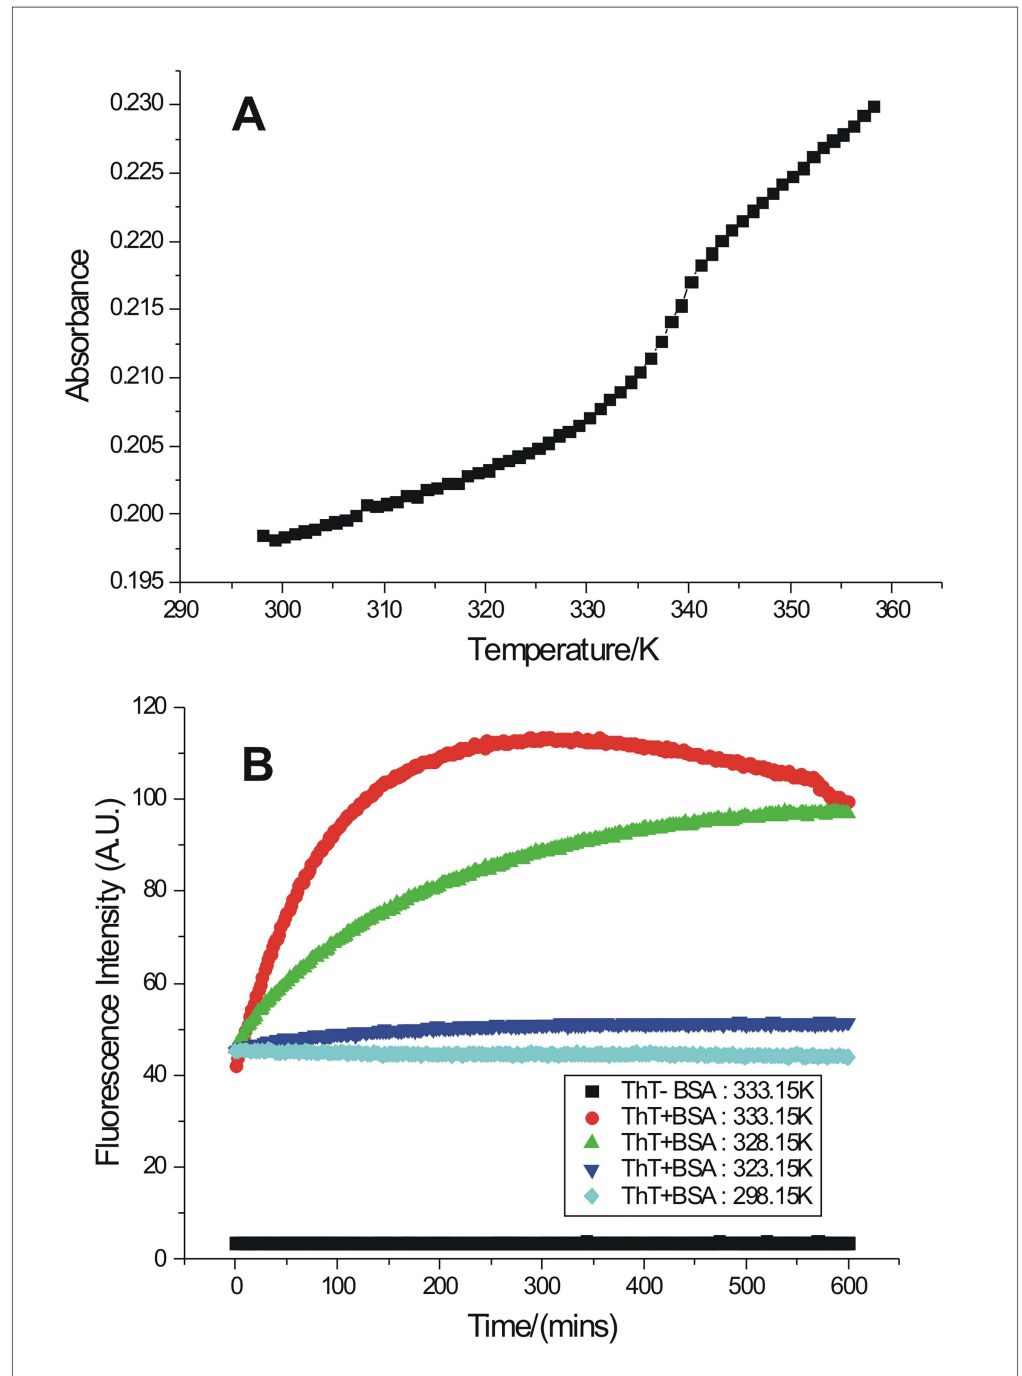 A
0.230
0.225
0.220
0.215
0.210
0.205
0.200
0.195
Absorbance
290 300 310 320 330 340 350 360
Temperature/K
B
120
100
80
60
40
20
0
Fluorescence Intensity (A.U.)
ThT- BSA : 333.15K
ThT+BSA : 333.15K
ThT+BSA : 328.15K
ThT+BSA : 323.15K
ThT+BSA : 298.15K
0 100 200 300 400 500 600
Time/(mins)